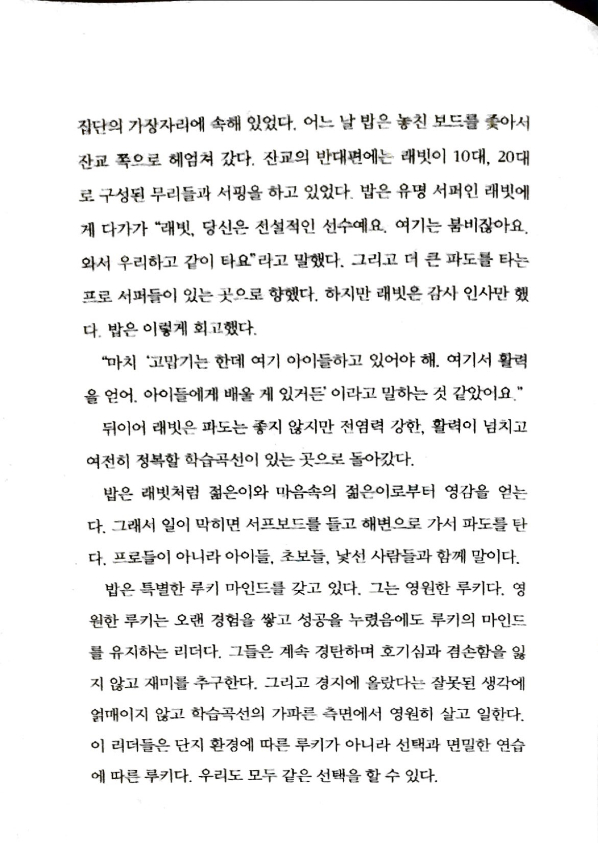 집단의 가장자리에 속해 있었다. 어느 날 밥은 놓친 보드를 좇아서
잔교 쪽으로 헤엄쳐 갔다. 잔교의 반대편에는 래빗이 10대, 20대
로 구성된 무리들과 서핑을 하고 있었다. 밥은 유명 서퍼인 래빗에
게 다가가 “래빗, 당신은 전설적인 선수예요. 여기는 붐비잖아요.
와서 우리하고 같이 타요”라고 말했다. 그리고 더 큰 파도를 타는
프로 서퍼들이 있는 곳으로 향했다. 하지만 래빗은 감사 인사만 했
다. 밥은 이렇게 회고했다.
“마치 ‘고맙기는 한데 여기 아이들하고 있어야 해. 여기서 활력
을 얻어. 아이들에게 배울 게 있거든’이라고 말하는 것 같았어요.”
뒤이어 래빗은 파도는 좋지 않지만 전염력 강한, 활력이 넘치고
여전히 정복할 학습곡선이 있는 곳으로 돌아갔다.
밥은 래빗처럼 젊은이와 마음속의 젊은이로부터 영감을 얻는
다. 그래서 일이 막히면 서프보드를 들고 해변으로 가서 파도를 탄
다. 프로들이 아니라 아이들, 초보들, 낯선 사람들과 함께 말이다.
밥은 특별한 루키 마인드를 갖고 있다. 그는 영원한 루키다. 영
원한 루키는 오랜 경험을 쌓고 성공을 누렸음에도 루키의 마인드
를 유지하는 리더다. 그들은 계속 경탄하며 호기심과 겸손함을 잃
지 않고 재미를 추구한다. 그리고 경지에 올랐다는 잘못된 생각에
얽매이지 않고 학습곡선의 가파른 측면에서 영원히 살고 일한다.
이 리더들은 단지 환경에 따른 루키가 아니라 선택과 면밀한 연습
에 따른 루키다. 우리도 모두 같은 선택을 할 수 있다.